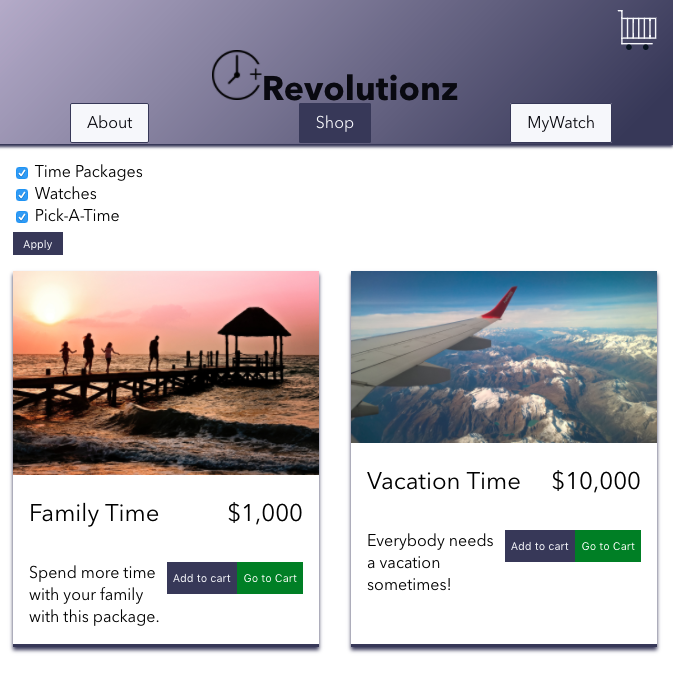 Revolutionz
About
Shop
MyWatch
Time Packages
Watches
Pick-A-Time
Apply
Family Time
$1,000
Spend more time
with your family
with this package.
Add to cart
Go to Cart
Vacation Time
$10,000
Everybody needs
a vacation
sometimes!
Add to cart
Go to Cart